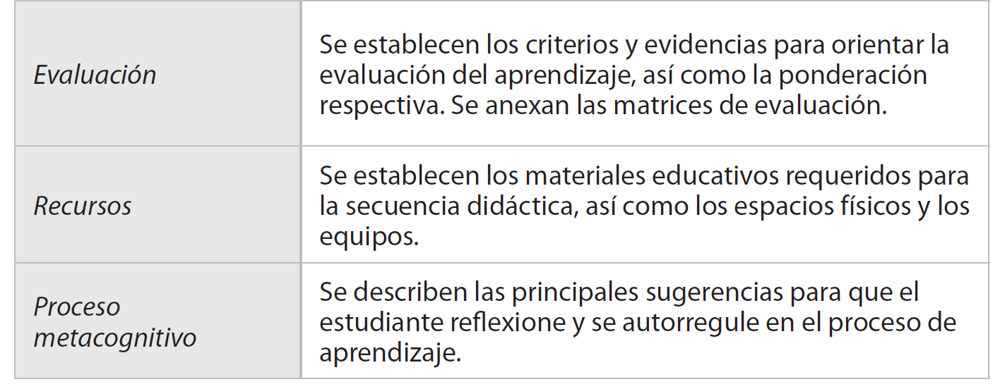 Evaluación
Se establecen los criterios y evidencias para orientar la
evaluación del aprendizaje, así como la ponderación
respectiva. Se anexan las matrices de evaluación.
Recursos
Se establecen los materiales educativos requeridos para
la secuencia didáctica, así como los espacios físicos y los
equipos.
Proceso
metacognitivo
Se describen las principales sugerencias para que el
estudiante reflexione y se autorregule en el proceso de
aprendizaje.